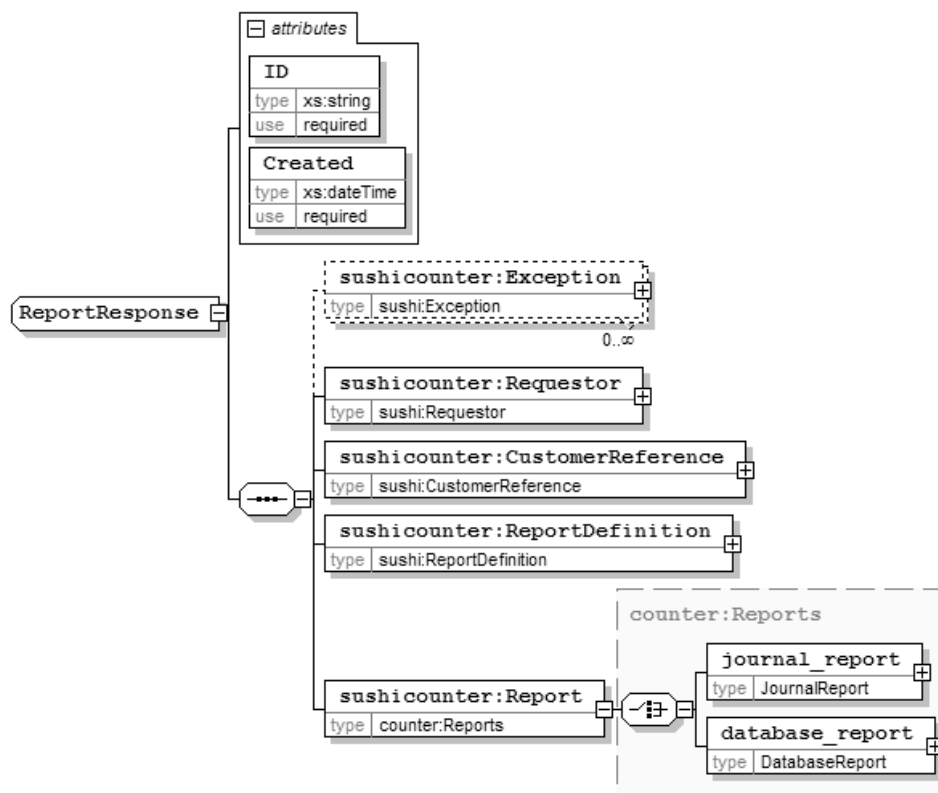 attributes
ID
type xs:string
use required
Created
type xs:dateTime
use required
sushicounter:Exception
type sushi:Exception
0..∞
ReportResponse
sushicounter:Requestor
type sushi:Requestor
sushicounter:CustomerReference
type sushi:CustomerReference
sushicounter:ReportDefinition
type sushi:ReportDefinition
counter:Reports
journal_report
type JournalReport
sushicounter:Report
type counter:Reports
database_report
type DatabaseReport